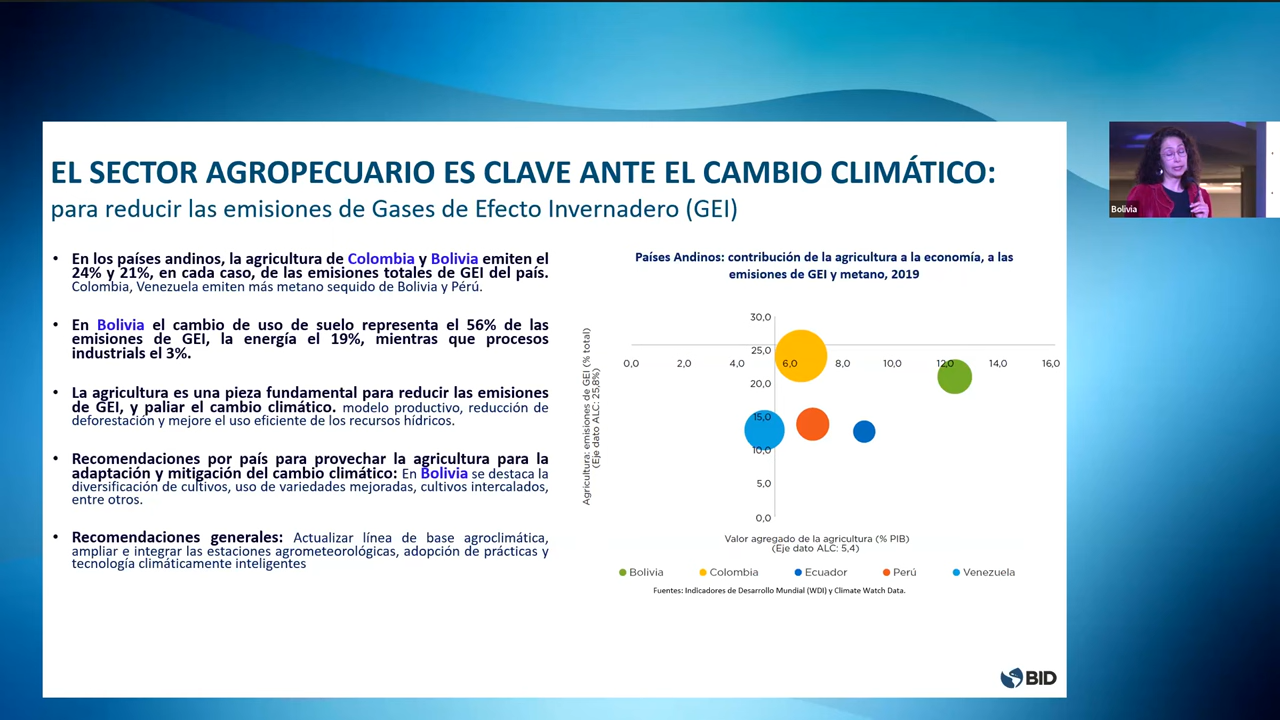 EL SECTOR AGROPECUARIO ES CLAVE ANTE EL CAMBIO CLIMÁTICO:
para reducir las emisiones de Gases de Efecto Invernadero (GEI)
• En los países andinos, la agricultura de Colombia y Bolivia emiten el
24% y 21%, en cada caso, de las emisiones totales de GEI del país.
Colombia, Venezuela emiten más metano sequido de Bolivia y Pérú.
• En Bolivia el cambio de uso de suelo representa el 56% de las
emisiones de GEI, la energía el 19%, mientras que procesos
industrials el 3%.
• La agricultura es una pieza fundamental para reducir las emisiones
de GEI, y paliar el cambio climático. modelo productivo, reducción de
deforestación y mejore el uso eficiente de los recursos hídricos.
• Recomendaciones por país para provechar la agricultura para la
adaptación y mitigación del cambio climático: En Bolivia se destaca la
diversificación de cultivos, uso de variedades mejoradas, cultivos intercalados,
entre otros.
• Recomendaciones generales: Actualizar línea de base agroclimática,
ampliar e integrar las estaciones agrometeorológicas, adopción de prácticas y
tecnología climáticamente inteligentes
Países Andinos: contribución de la agricultura a la economía, a las
emisiones de GEI y metano, 2019
Agricultura: emisiones de GEI (% total)
(Eje dato ALC: 25,8%)
30,0
25,0
0,0 2,0 4,0 6,0 8,0 10,0 12,0 14,0 16,0
20,0
15,0
10,0
5,0
0,0
Valor agregado de la agricultura (% PIB)
(Eje dato ALC: 5,4)
Bolivia Colombia Ecuador Perú Venezuela
Fuentes: Indicadores de Desarrollo Mundial (WDI) y Climate Watch Data.
BID
Bolivia